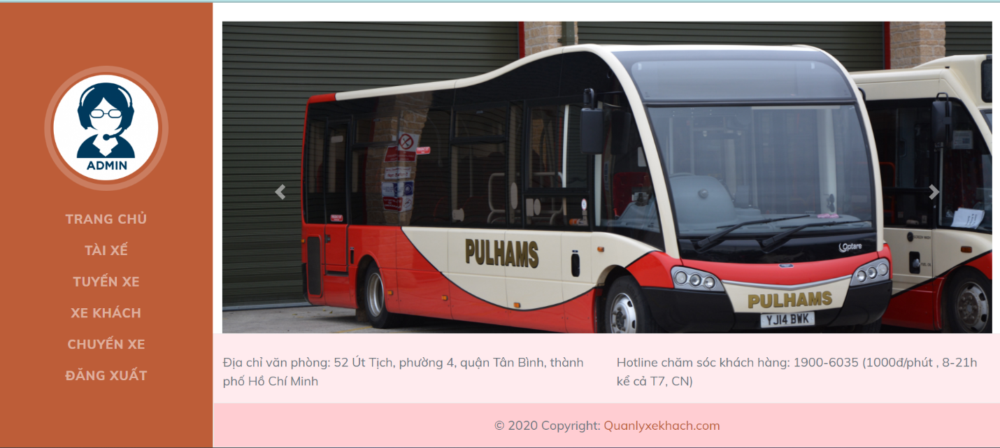 ADMIN
TRANG CHỦ
TÀI XẾ
TUYẾN XE
XE KHÁCH
CHUYẾN XE
ĐĂNG XUẤT
PULHAMS
Optare
PULHAMS
YJ14 BWK
Địa chỉ văn phòng: 52 Út Tịch, phường 4, quận Tân Bình, thành
phố Hồ Chí Minh
Hotline chăm sóc khách hàng: 1900-6035 (1000đ/phút , 8-21h
kể cả T7, CN)
© 2020 Copyright: Quanlyxekhach.com